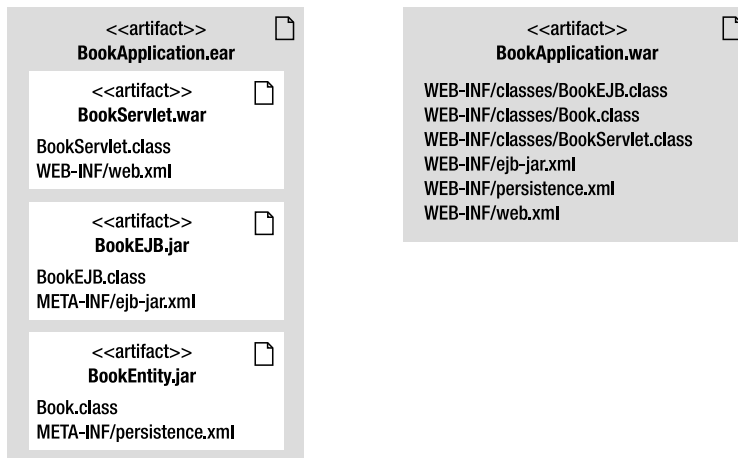 <<artifact>>
BookApplication.ear
<<artifact>>
BookServlet.war
BookServlet.class
WEB-INF/web.xml
<<artifact>>
BookEJB.jar
BookEJB.class
META-INF/ejb-jar.xml
<<artifact>>
BookEntity.jar
Book.class
META-INF/persistence.xml
<<artifact>>
BookApplication.war
WEB-INF/classes/BookEJB.class
WEB-INF/classes/Book.class
WEB-INF/classes/BookServlet.class
WEB-INF/ejb-jar.xml
WEB-INF/persistence.xml
WEB-INF/web.xml